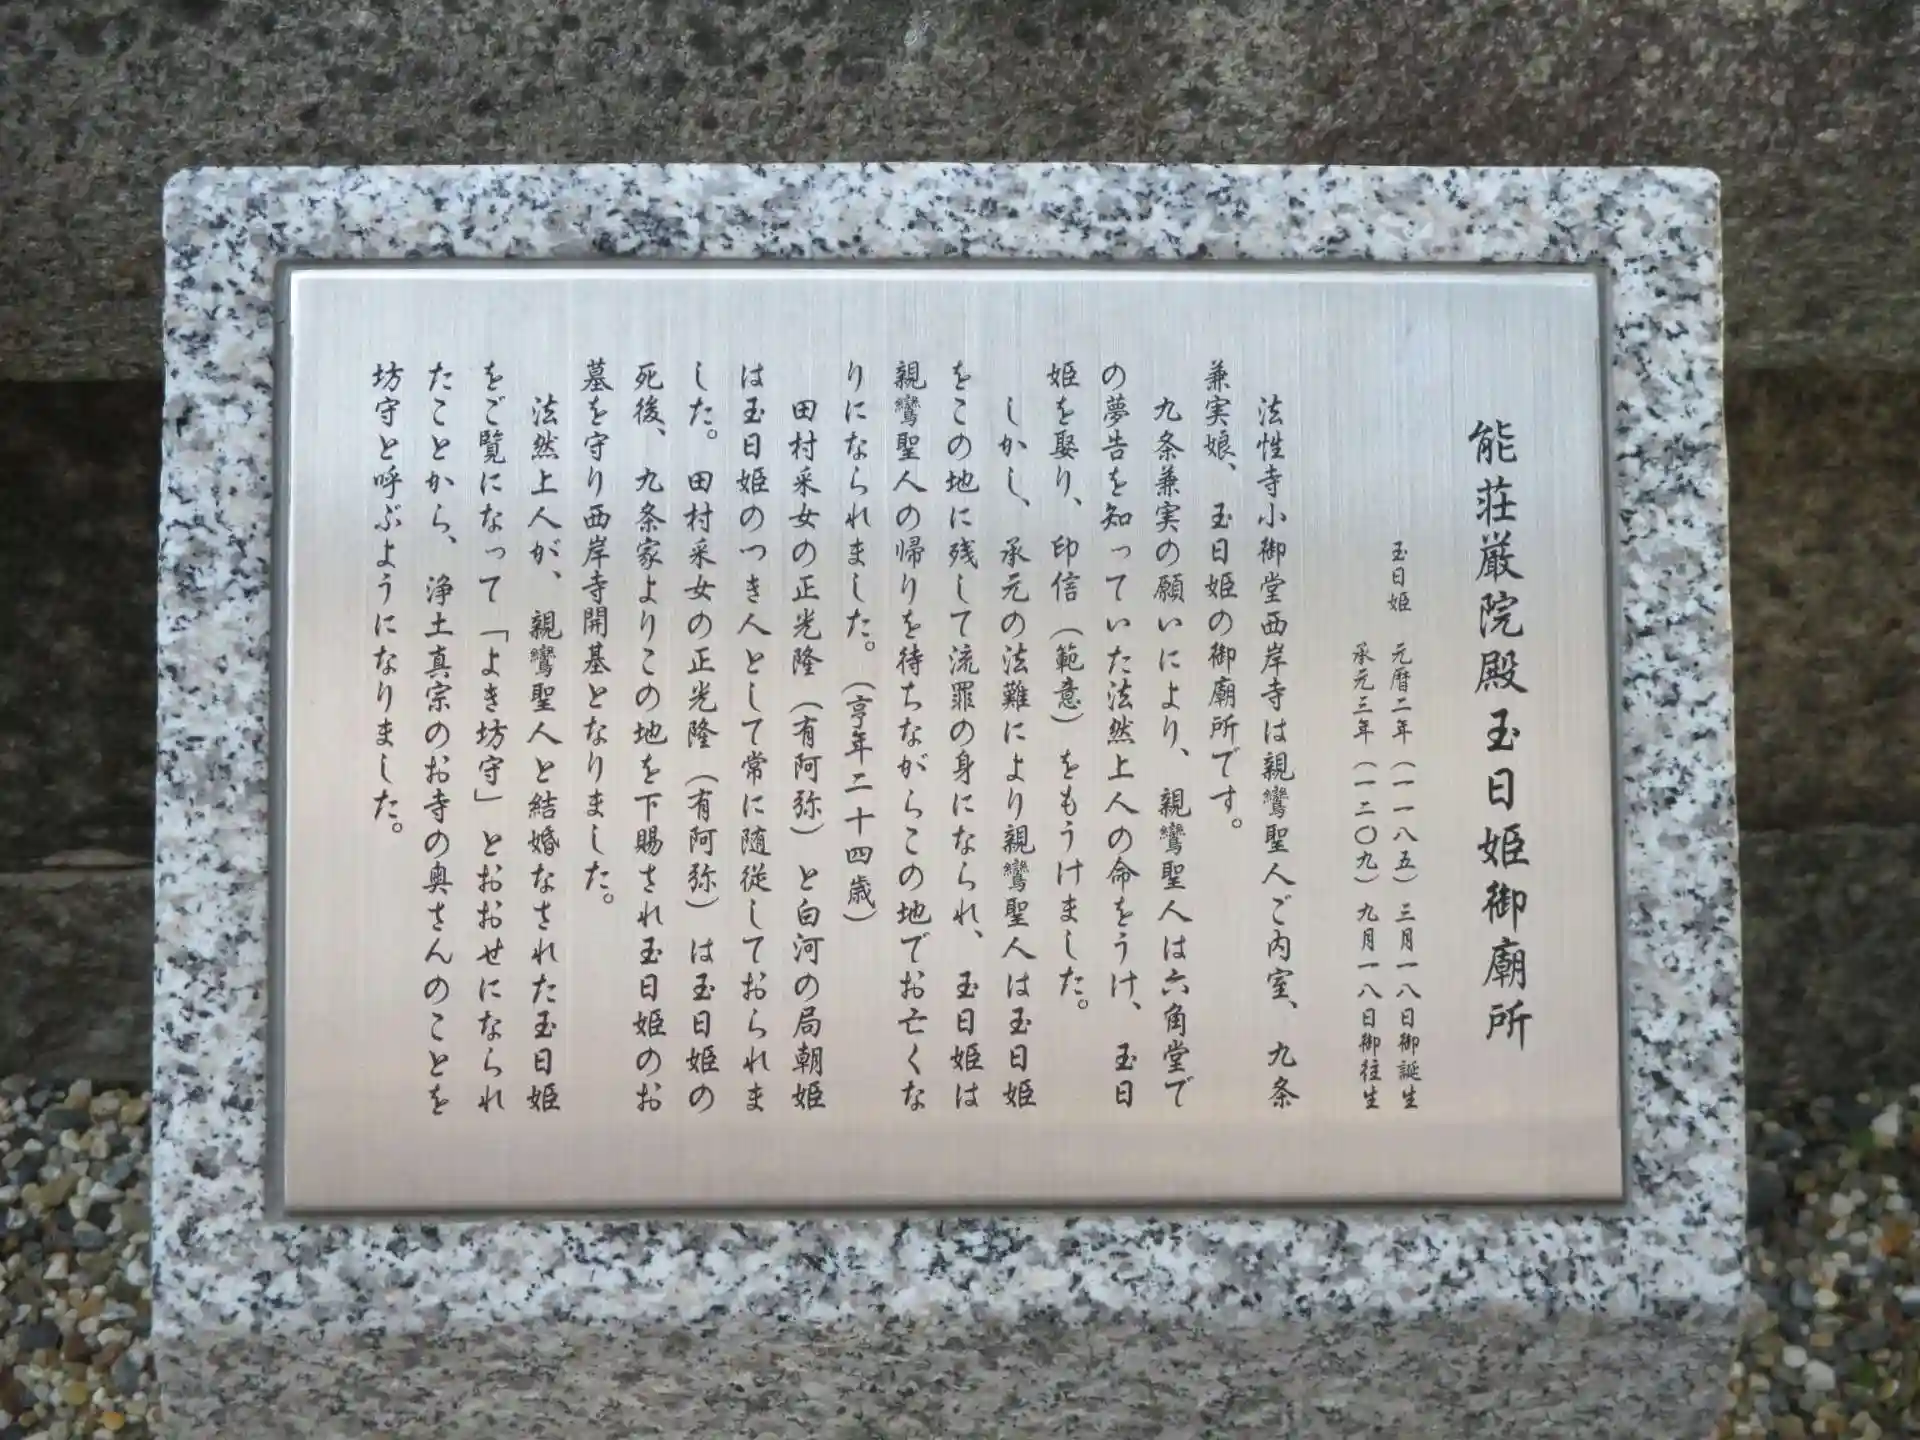 能荘厳院殿玉日姫御廟所
玉日姫　元暦二年（一一八五）三月一八日御誕生
承元三年（一二〇九）九月一八日御往生
法性寺小御堂西岸寺は親鸞聖人ご内室、九条
兼実娘、玉日姫の御廟所です。
九条兼実の願いにより、親鸞聖人は六角堂で
の夢告を知っていた法然上人の命をうけ、玉日
姫を娶り、印信（範意）をもうけました。
しかし、承元の法難により親鸞聖人は玉日姫
をこの地に残して流罪の身になられ、玉日姫は
親鸞聖人の帰りを待ちながらこの地でお亡くな
りになられました。（享年二十四歳）
田村采女の正光隆（有阿弥）と白河の局朝姫
は玉日姫のつき人として常に随従しておられま
した。田村采女の正光隆（有阿弥）は玉日姫の
死後、九条家よりこの地を下賜され玉日姫のお
墓を守り西岸寺開基となりました。
法然上人が、親鸞聖人と結婚なされた玉日姫
をご覧になって「よき坊守」とおおせになられ
たことから、浄土真宗のお寺の奥さんのことを
坊守と呼ぶようになりました。